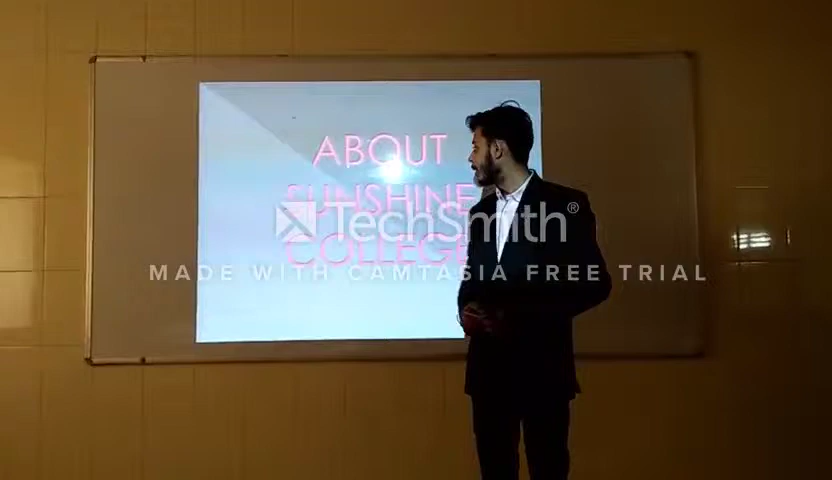 ABOUT
SUNSHINE
COLLEGE
TechSmith®
MADE WITH CAMTASIA FREE TRIAL